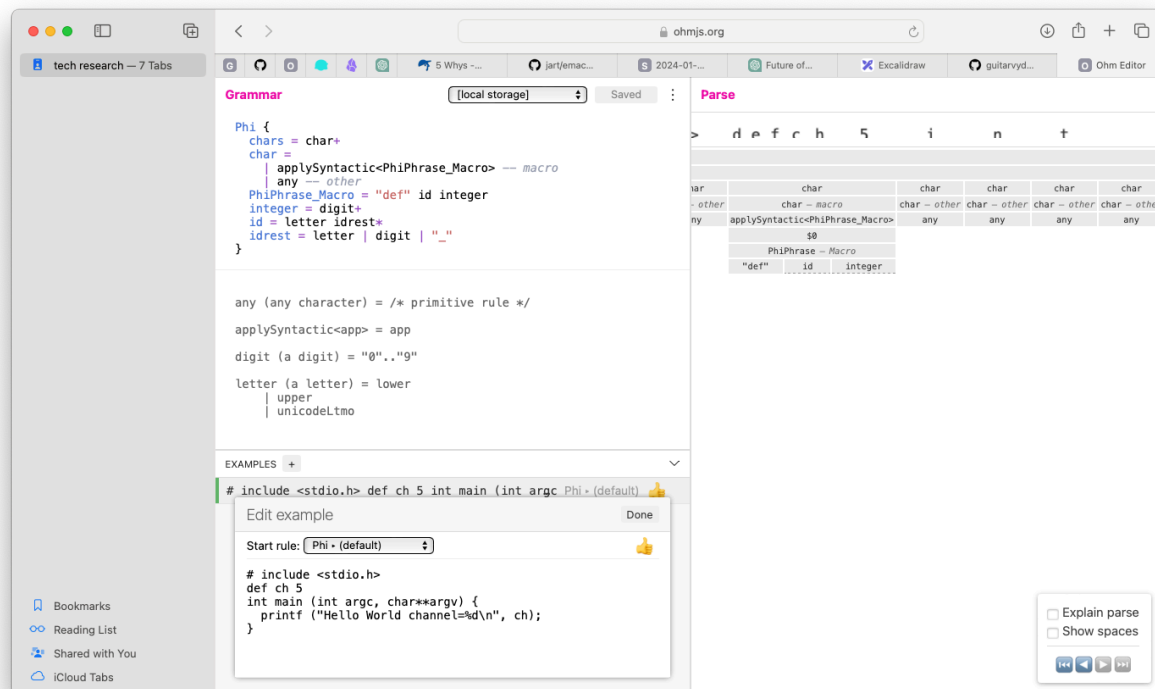 ohmjs.org
tech research — 7 Tabs
G
O
5 Whys -...
jart/emac...
S 2024-01-...
Future of...
Excalidraw
guitarvyd...
O Ohm Editor
Grammar
[local storage]
Saved
Parse
Phi {
chars = char+
char =
| applySyntactic<PhiPhrase_Macro> -- macro
| any -- other
PhiPhrase_Macro = "def" id integer
integer = digit+
id = letter idrest*
idrest = letter | digit | "_"
}
any (any character) = /* primitive rule */
applySyntactic<app> = app
digit (a digit) = "0".."9"
letter (a letter) = lower
| upper
| unicodeLtmo
EXAMPLES +
# include <stdio.h> def ch 5 int main (int argc Phi ▸ (default)
Edit example
Done
Start rule: Phi ▸ (default)
# include <stdio.h>
def ch 5
int main (int argc, char**argv) {
printf ("Hello World channel=%d\n", ch);
}
> d e f c h 5 i n t
har char char char char char
– other char – macro char – other char – other char – other char – othe
ny applySyntactic<PhiPhrase_Macro> any any any any
$0
PhiPhrase – Macro
"def" id integer
Explain parse
Show spaces
Bookmarks
Reading List
Shared with You
iCloud Tabs